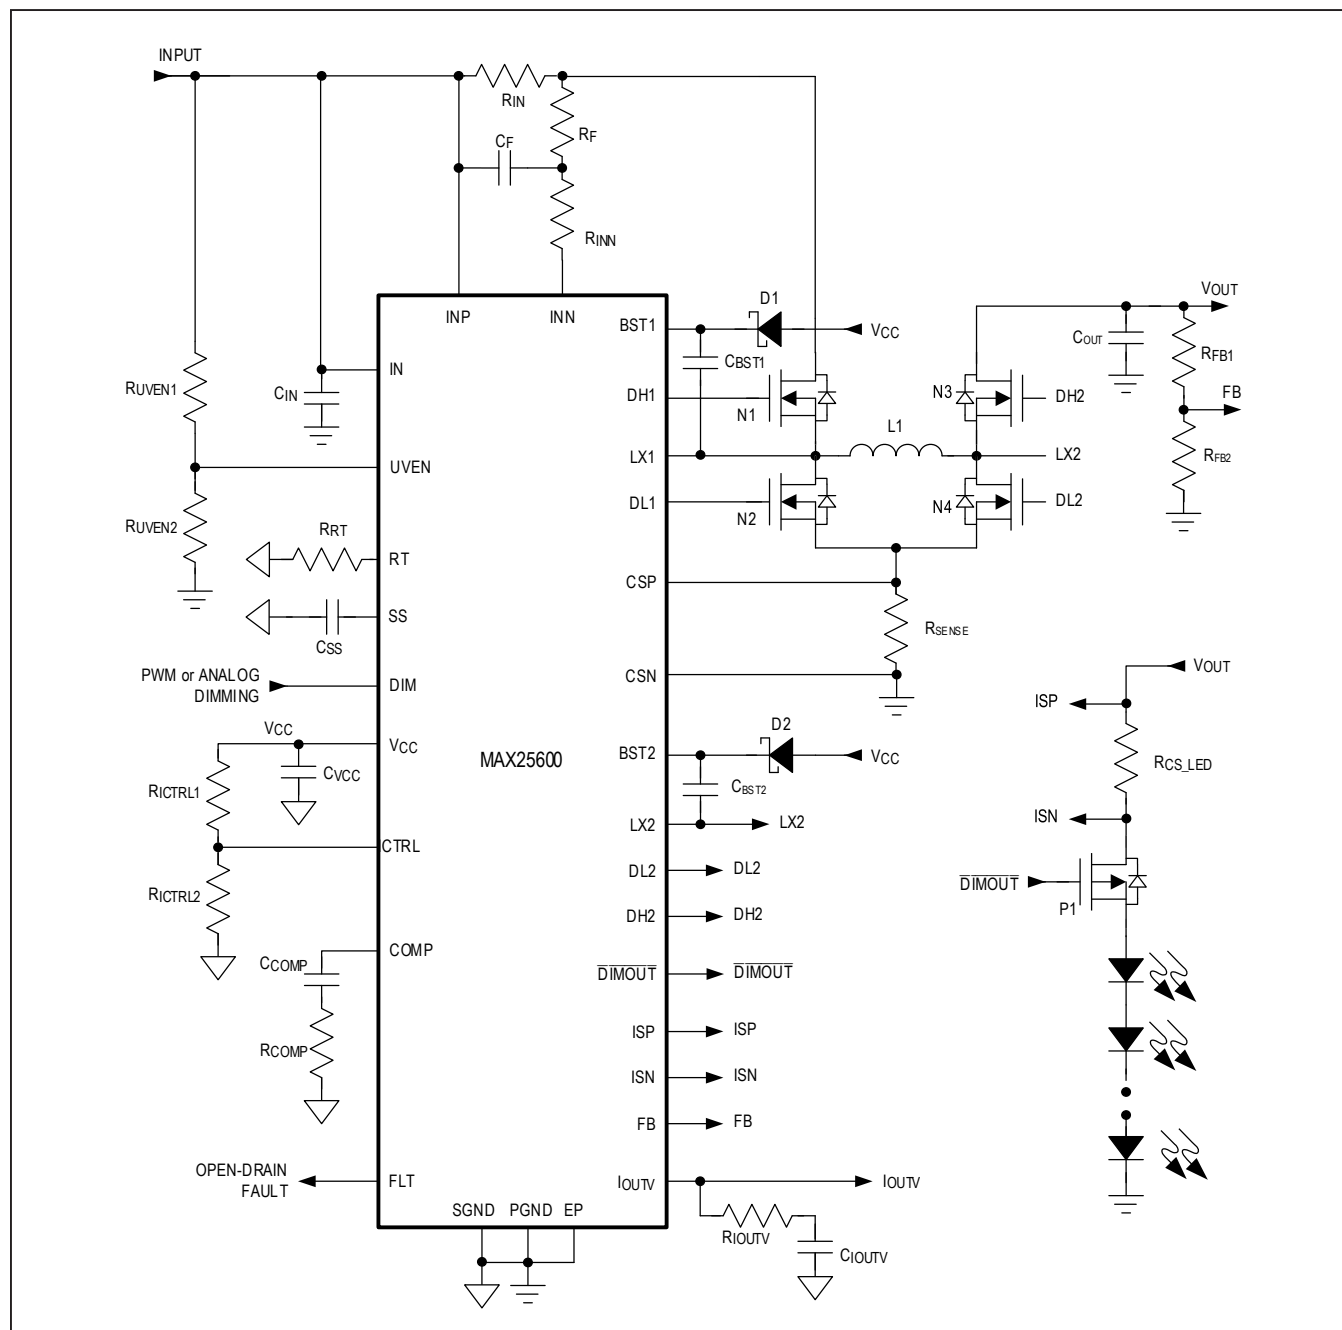 INPUT
RIN
RF
CF
RINN
INP
INN
D1
VCC
BST1
CBST1
VOUT
COUT
RFB1
FB
RFB2
RUVEN1
IN
CIN
DH1
N1
N3
DH2
L1
LX1
LX2
UVEN
DL1
N2
N4
DL2
RUVEN2
RRT
RT
SS
CSS
CSP
RSENSE
CSN
PWM or ANALOG
DIMMING
DIM
VOUT
ISP
RCS_LED
ISN
DIMOUT
P1
VCC
VCC
CVCC
RICTRL1
CTRL
RICTRL2
MAX25600
D2
BST2
VCC
CBST2
LX2
LX2
DL2
DL2
DH2
DH2
COMP
CCOMP
RCOMP
DIMOUT
DIMOUT
ISP
ISP
ISN
ISN
FB
FB
OPEN-DRAIN
FAULT
FLT
IOUTV
IOUTV
SGND
PGND
EP
RIOUTV
CIOUTV